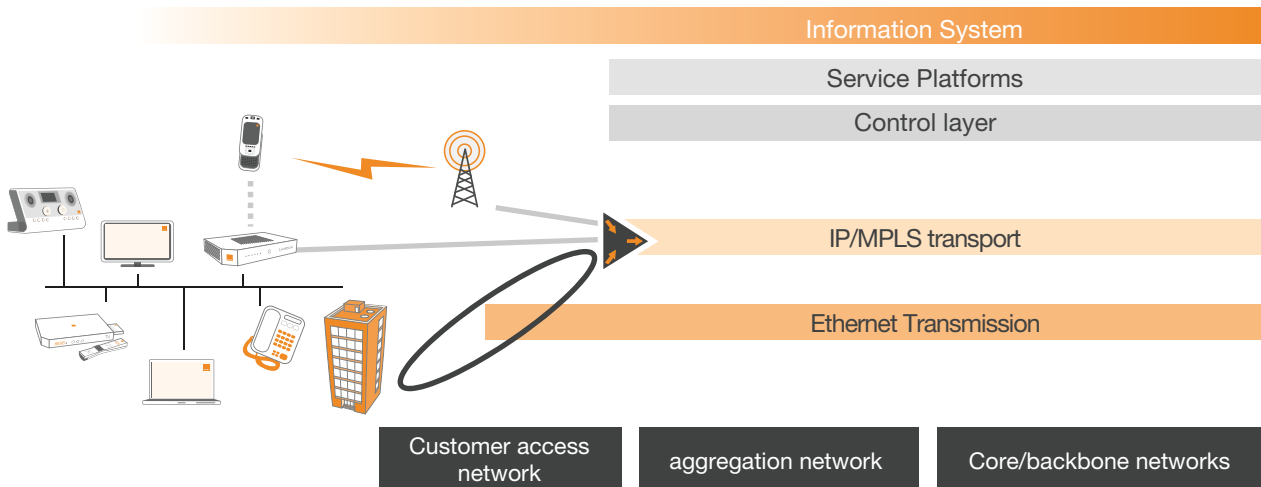 Information System
Service Platforms
Control layer
IP/MPLS transport
Ethernet Transmission
Customer access
network
aggregation network
Core/backbone networks